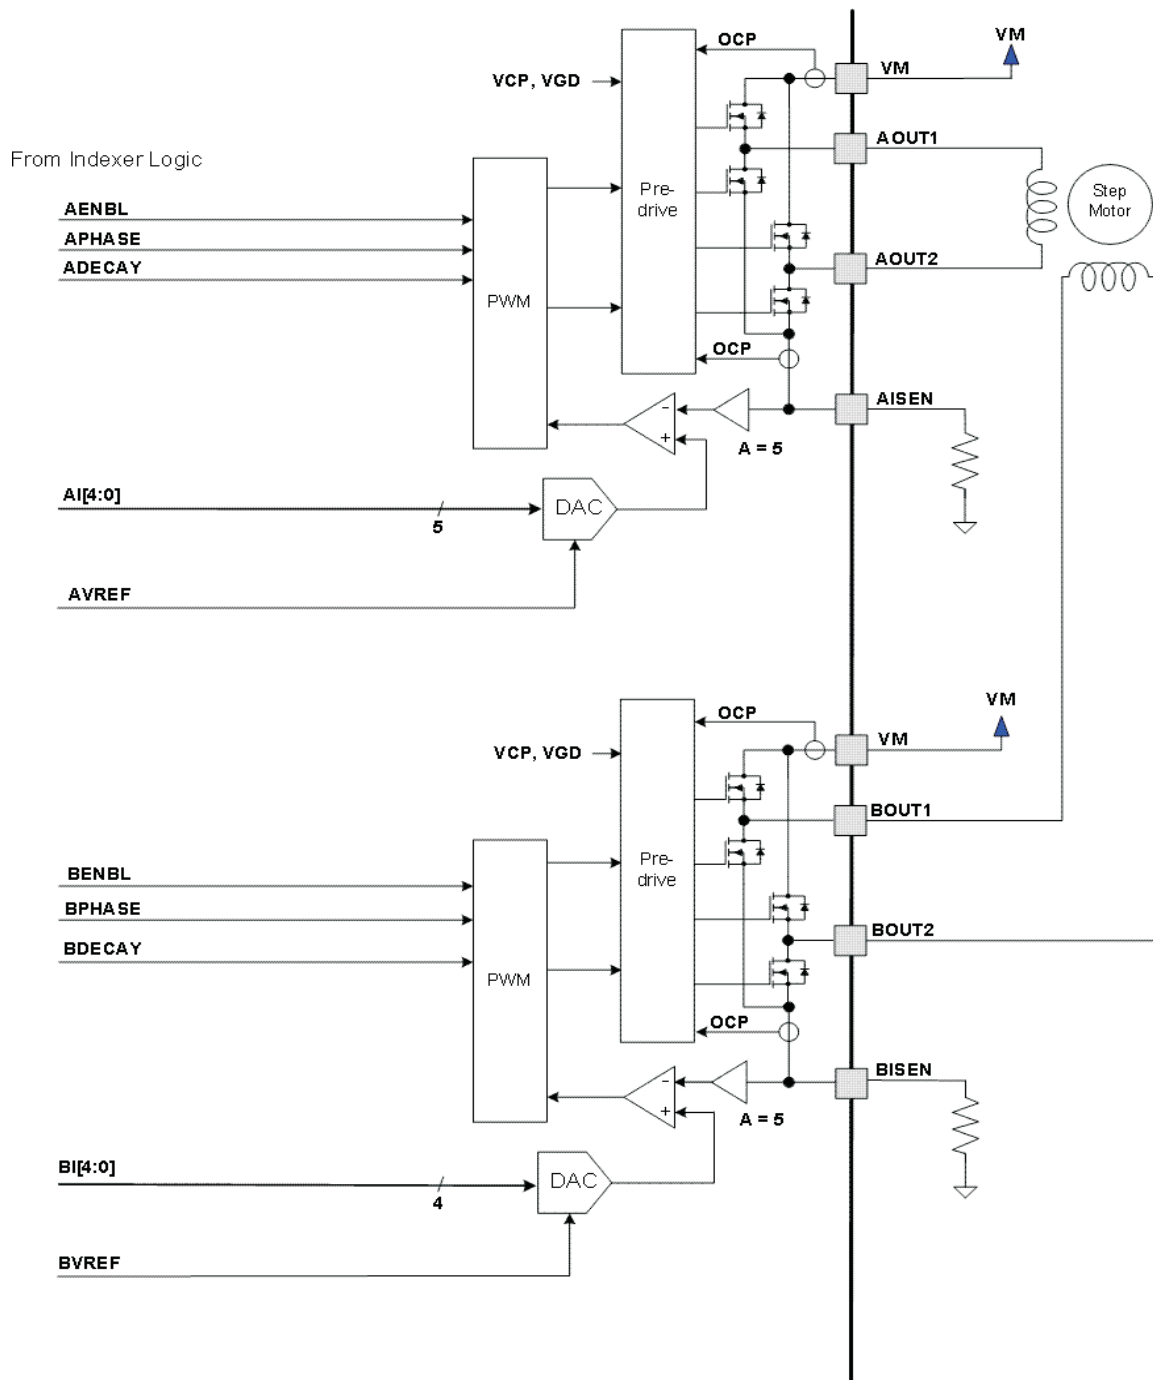 OCP
VM
VCP, VGD
VM
AOUT1
From Indexer Logic
Pre-
drive
Step
Motor
AENBL
APHASE
ADECAY
AOUT2
PWM
OCP
AISEN
-
+
A = 5
AI[4:0]
5
DAC
AVREF
OCP
VM
VCP, VGD
VM
BOUT1
Pre-
drive
BENBL
BPHASE
BDECAY
BOUT2
PWM
OCP
BISEN
-
+
A = 5
BI[4:0]
4
DAC
BVREF